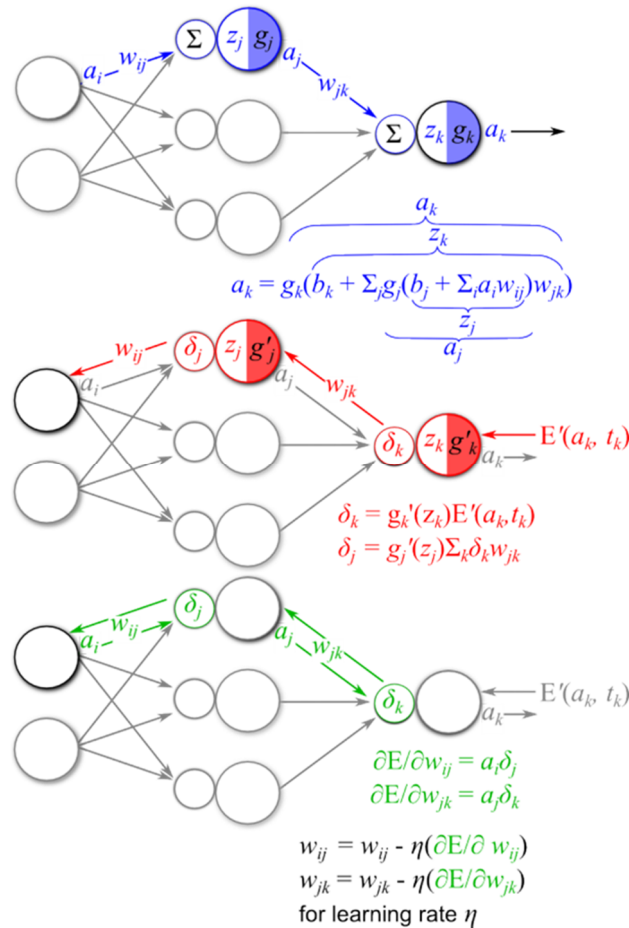 Σ z_j g_j
a_i w_ij a_j
w_jk
Σ z_k g_k a_k
a_k
z_k
a_k = g_k(b_k + Σ_j g_j(b_j + Σ_i a_i w_ij)w_jk)
z_j
a_j
w_ij δ_j z_j g'_j
a_i a_j w_jk
δ_k z_k g'_k E'(a_k, t_k)
a_k
δ_k = g_k'(z_k)E'(a_k,t_k)
δ_j = g_j'(z_j)Σ_k δ_k w_jk
δ_j
a_i w_ij a_j w_jk
δ_k E'(a_k, t_k)
a_k
∂E/∂w_ij = a_i δ_j
∂E/∂w_jk = a_j δ_k
w_ij = w_ij - η(∂E/∂ w_ij)
w_jk = w_jk - η(∂E/∂w_jk)
for learning rate η